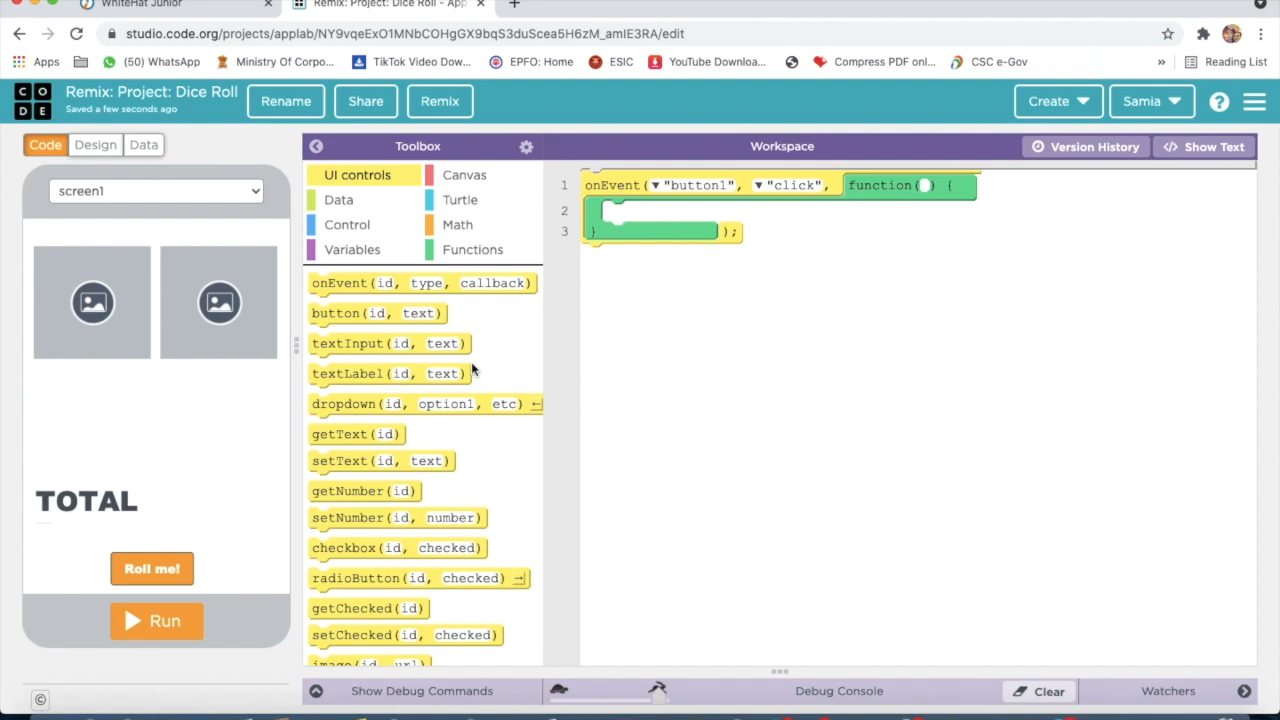 WhiteHat Junior
Remix: Project: Dice Roll - App
studio.code.org/projects/applab/NY9vqeExO1MNbCOHgGX9bqS3duScea5H6zM_amIE3RA/edit
Apps (50) WhatsApp Ministry Of Corpo... TikTok Video Dow... EPFO: Home ESIC YouTube Downloa... Compress PDF onl... CSC e-Gov » Reading List
C O D E
Remix: Project: Dice Roll
Saved a few seconds ago
Rename Share Remix Create Samia ?
Code Design Data
Toolbox
Workspace
Version History
</> Show Text
screen1
UI controls Canvas
Data Turtle
Control Math
Variables Functions
onEvent(id, type, callback)
button(id, text)
textInput(id, text)
textLabel(id, text)
dropdown(id, option1, etc)
getText(id)
setText(id, text)
getNumber(id)
setNumber(id, number)
checkbox(id, checked)
radioButton(id, checked)
getChecked(id)
setChecked(id, checked)
image(id, url)
1 onEvent("button1", "click", function() {
2
3 } );
TOTAL
Roll me!
Run
©
Show Debug Commands
Debug Console
Clear
Watchers